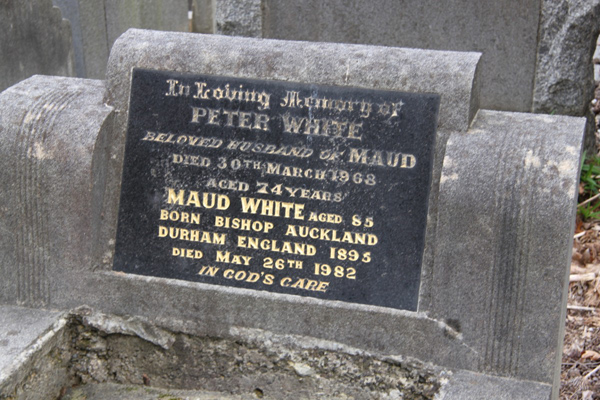 In Loving Memory of
PETER WHITE
BELOVED HUSBAND OF MAUD
DIED 30TH MARCH 1968
AGED 74 YEARS
MAUD WHITE AGED 85
BORN BISHOP AUCKLAND
DURHAM ENGLAND 1895
DIED MAY 26TH 1982
IN GOD'S CARE